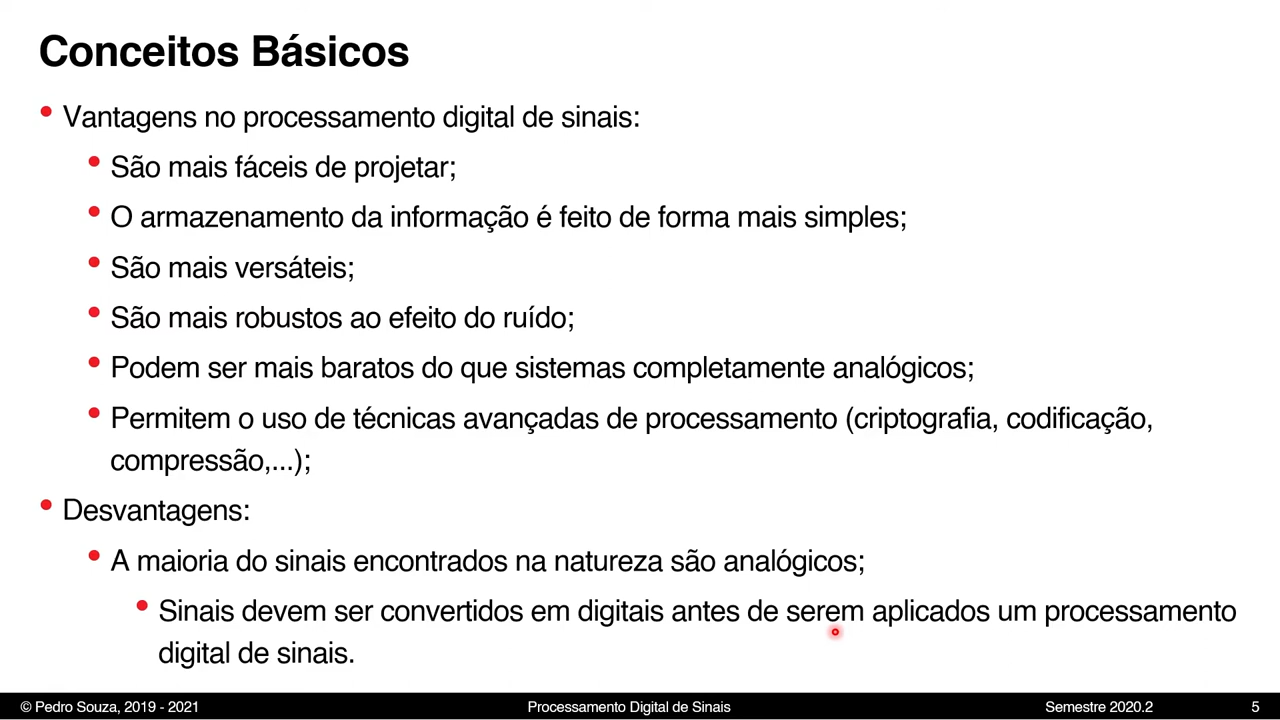 Conceitos Básicos
• Vantagens no processamento digital de sinais:
• São mais fáceis de projetar;
• O armazenamento da informação é feito de forma mais simples;
• São mais versáteis;
• São mais robustos ao efeito do ruído;
• Podem ser mais baratos do que sistemas completamente analógicos;
• Permitem o uso de técnicas avançadas de processamento (criptografia, codificação,
compressão,...);
• Desvantagens:
• A maioria do sinais encontrados na natureza são analógicos;
• Sinais devem ser convertidos em digitais antes de serem aplicados um processamento
digital de sinais.
© Pedro Souza, 2019 - 2021 Processamento Digital de Sinais Semestre 2020.2 5